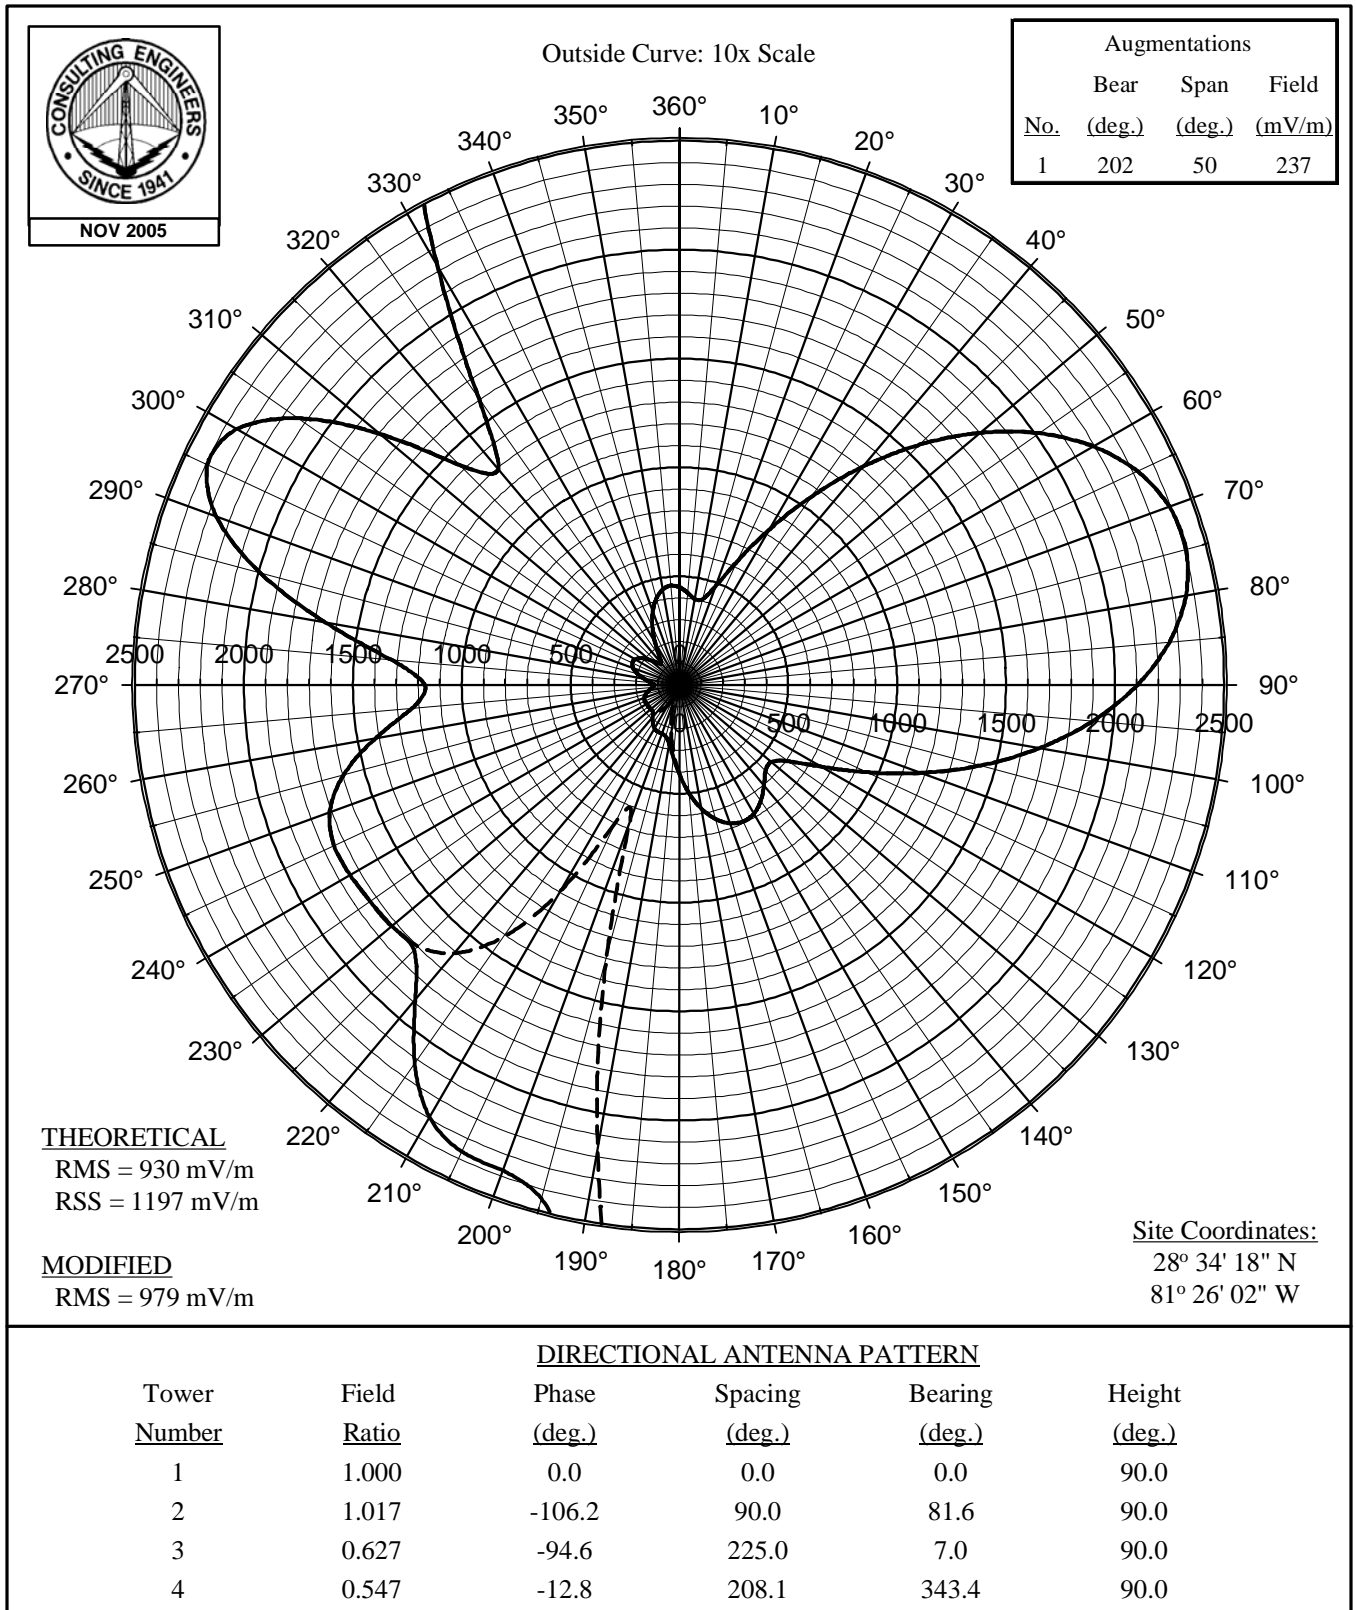 CONSULTING ENGINEERS
• SINCE 1941 •
NOV 2005
Outside Curve: 10x Scale
Augmentations
Bear Span Field
No. (deg.) (deg.) (mV/m)
1 202 50 237
360°
10°
20°
30°
40°
50°
60°
70°
80°
90°
100°
110°
120°
130°
140°
150°
160°
170°
180°
190°
200°
210°
220°
230°
240°
250°
260°
270°
280°
290°
300°
310°
320°
330°
340°
350°
2500 2000 1500 1000 500 0
0 500 1000 1500 2000 2500
THEORETICAL
RMS = 930 mV/m
RSS = 1197 mV/m
MODIFIED
RMS = 979 mV/m
Site Coordinates:
28° 34' 18" N
81° 26' 02" W
DIRECTIONAL ANTENNA PATTERN
Tower Field Phase Spacing Bearing Height
Number Ratio (deg.) (deg.) (deg.) (deg.)
1 1.000 0.0 0.0 0.0 90.0
2 1.017 -106.2 90.0 81.6 90.0
3 0.627 -94.6 225.0 7.0 90.0
4 0.547 -12.8 208.1 343.4 90.0